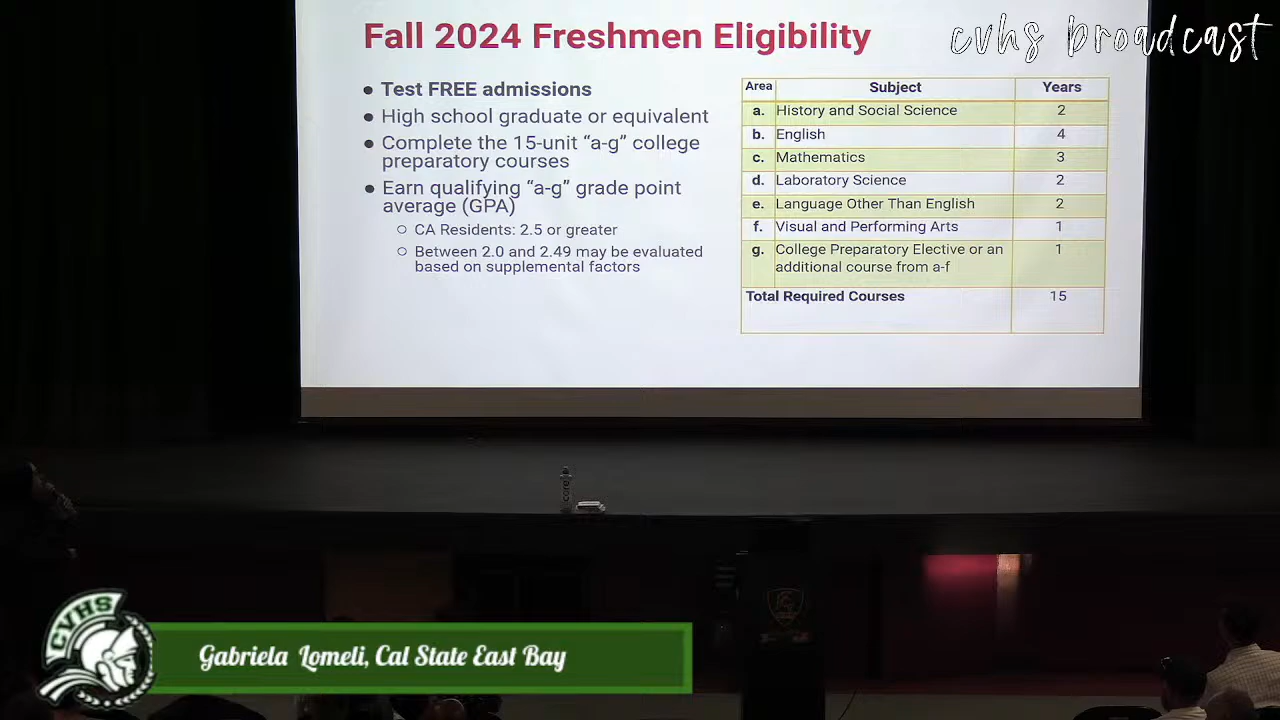 Fall 2024 Freshmen Eligibility
cvhs broadcast
• Test FREE admissions
• High school graduate or equivalent
• Complete the 15-unit “a-g” college
preparatory courses
• Earn qualifying “a-g” grade point
average (GPA)
○ CA Residents: 2.5 or greater
○ Between 2.0 and 2.49 may be evaluated
based on supplemental factors
Area Subject Years
a. History and Social Science 2
b. English 4
c. Mathematics 3
d. Laboratory Science 2
e. Language Other Than English 2
f. Visual and Performing Arts 1
g. College Preparatory Elective or an 1
additional course from a-f
Total Required Courses 15
core
CVHS
Gabriela Lomeli, Cal State East Bay